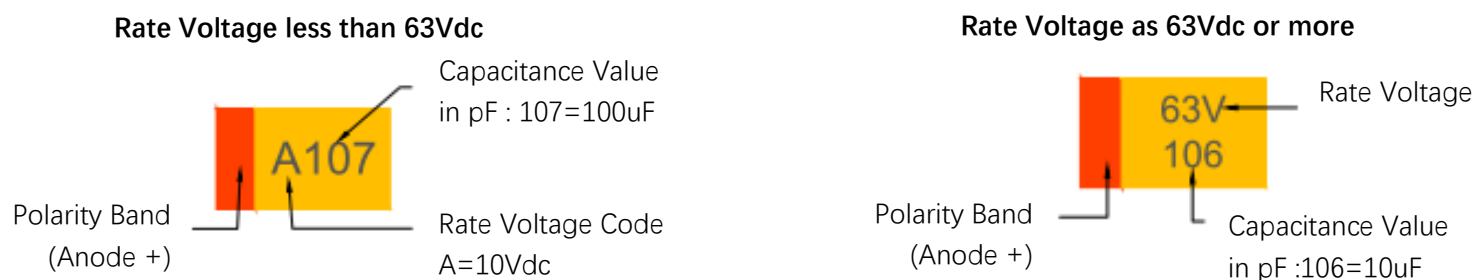 Rate Voltage less than 63Vdc
Capacitance Value
in pF : 107=100uF
A107
Polarity Band
(Anode +)
Rate Voltage Code
A=10Vdc
Rate Voltage as 63Vdc or more
Rate Voltage
63V
106
Polarity Band
(Anode +)
Capacitance Value
in pF :106=10uF